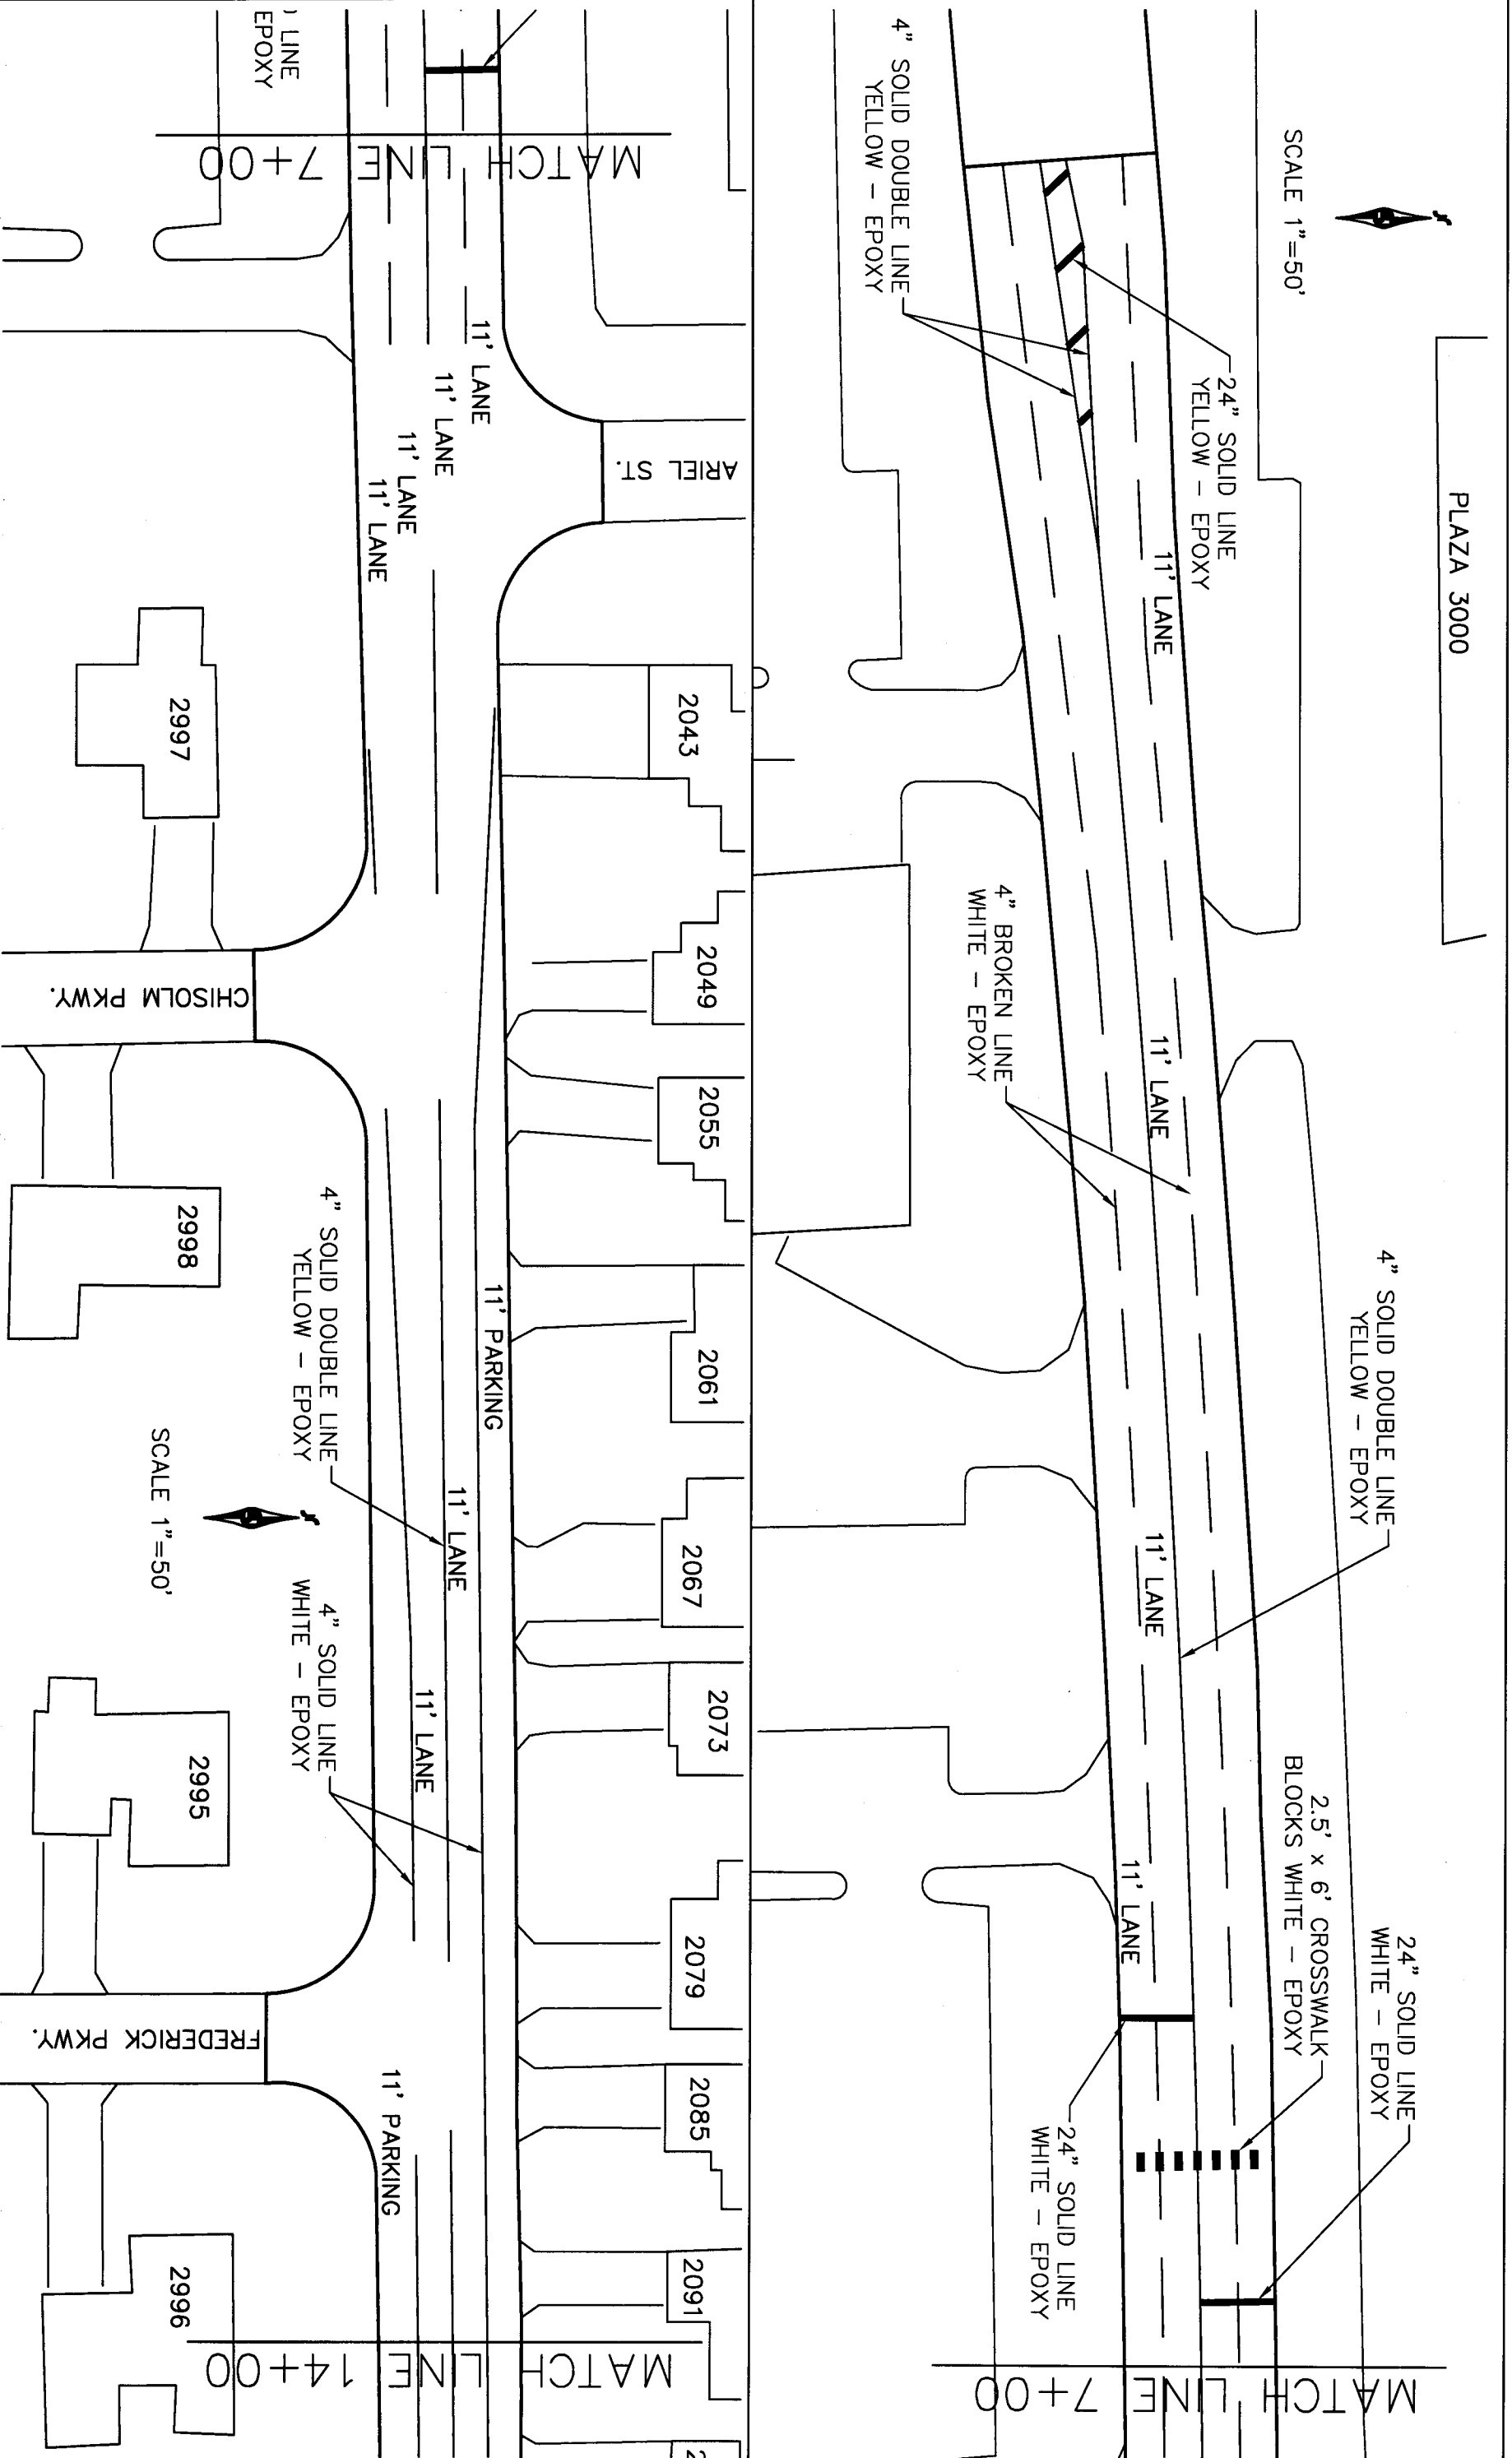 SCALE 1"=50'
N
PLAZA 3000
4" SOLID DOUBLE LINE
YELLOW – EPOXY
24" SOLID LINE
YELLOW – EPOXY
11' LANE
4" BROKEN LINE
WHITE – EPOXY
11' LANE
4" SOLID DOUBLE LINE
YELLOW – EPOXY
11' LANE
2.5' x 6' CROSSWALK
BLOCKS WHITE – EPOXY
11' LANE
24" SOLID LINE
WHITE – EPOXY
24" SOLID LINE
WHITE – EPOXY
MATCH LINE 7+00
LINE
EPOXY
MATCH LINE 7+00
11' LANE
11' LANE
11' LANE
11' LANE
ARIEL ST.
2997
2043
2049
CHISOLM PKWY.
2055
2998
2061
11' PARKING
4" SOLID DOUBLE LINE
YELLOW – EPOXY
SCALE 1"=50'
N
11' LANE
2067
4" SOLID LINE
WHITE – EPOXY
11' LANE
2073
2995
2079
FREDERICK PKWY.
2085
11' PARKING
2091
2996
MATCH LINE 14+00